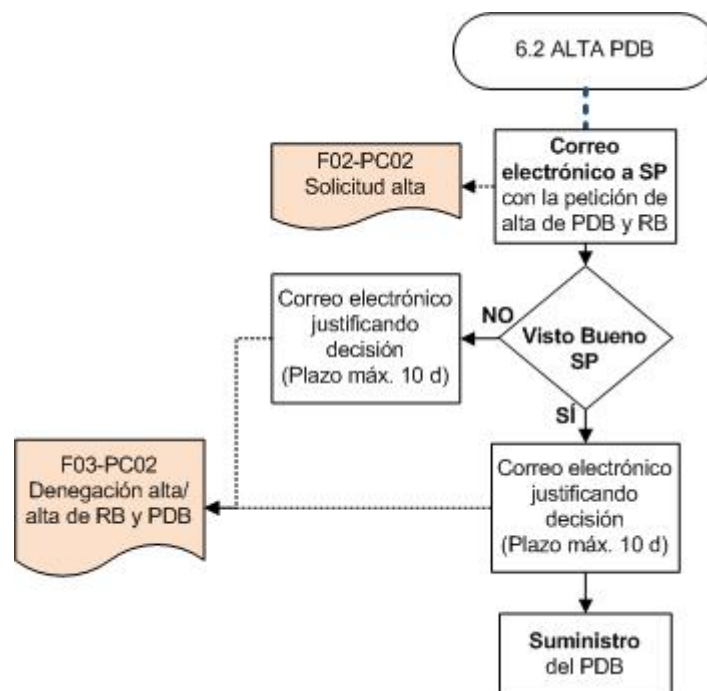 6.2 ALTA PDB
Correo
electrónico a SP
con la petición de
alta de PDB y RB
F02-PC02
Solicitud alta
Visto Bueno
SP
NO
Correo electrónico
justificando
decisión
(Plazo máx. 10 d)
SÍ
Correo electrónico
justificando
decisión
(Plazo máx. 10 d)
F03-PC02
Denegación alta/
alta de RB y PDB
Suministro
del PDB